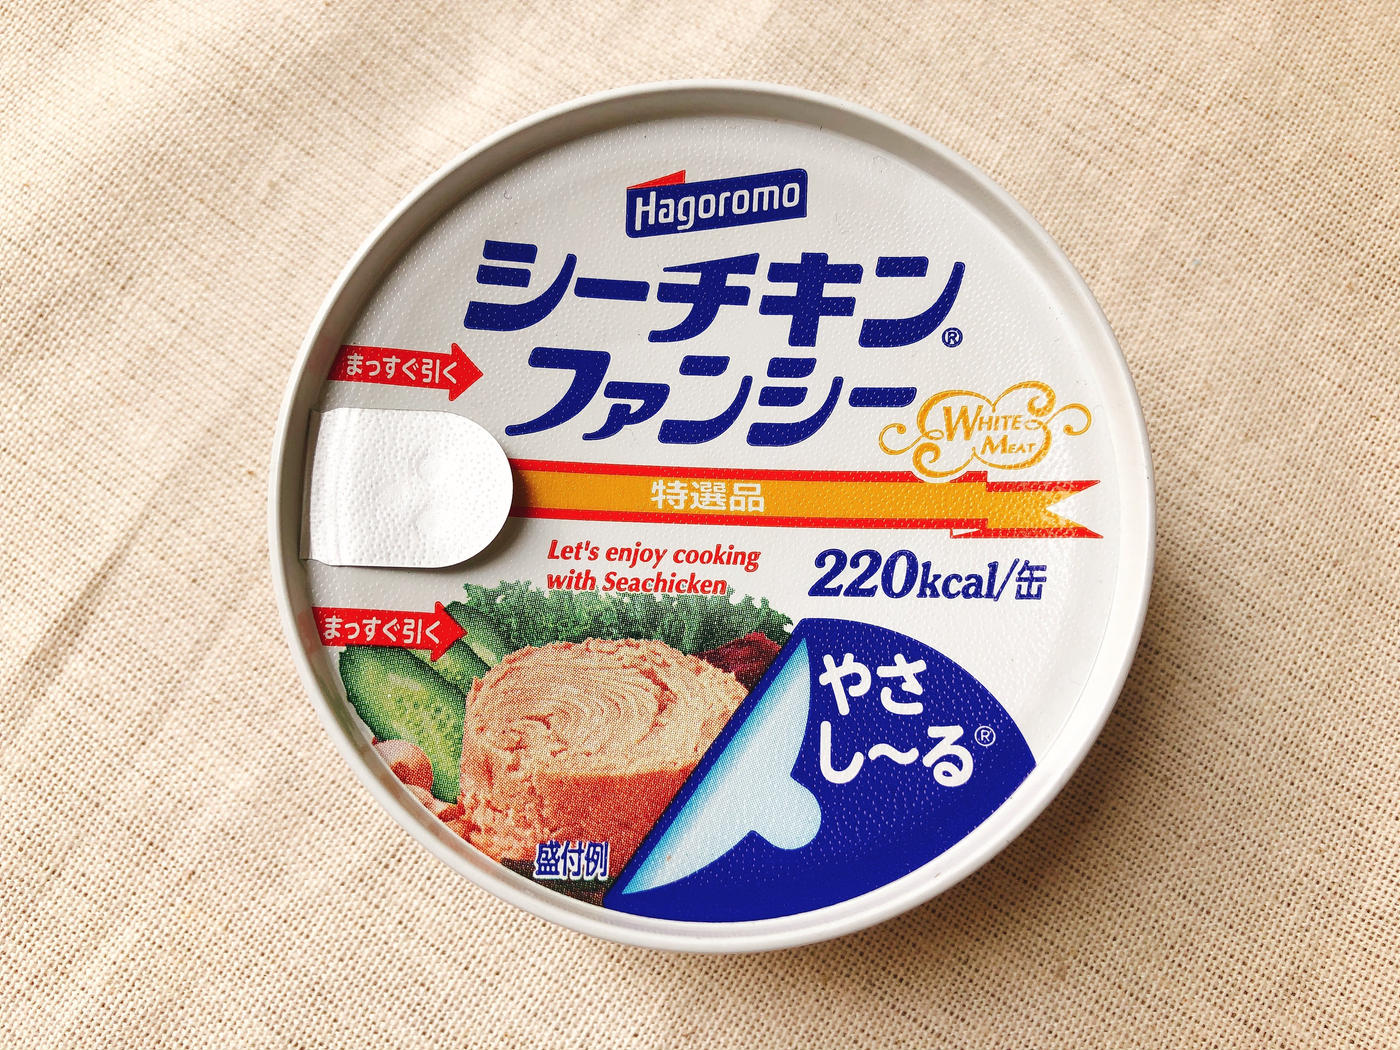 Hagoromo
シーチキン®
ファンシー
WHITE
MEAT
まっすぐ引く
特選品
Let's enjoy cooking
with Seachicken
220kcal/缶
まっすぐ引く
やさ
し〜る®
盛付例